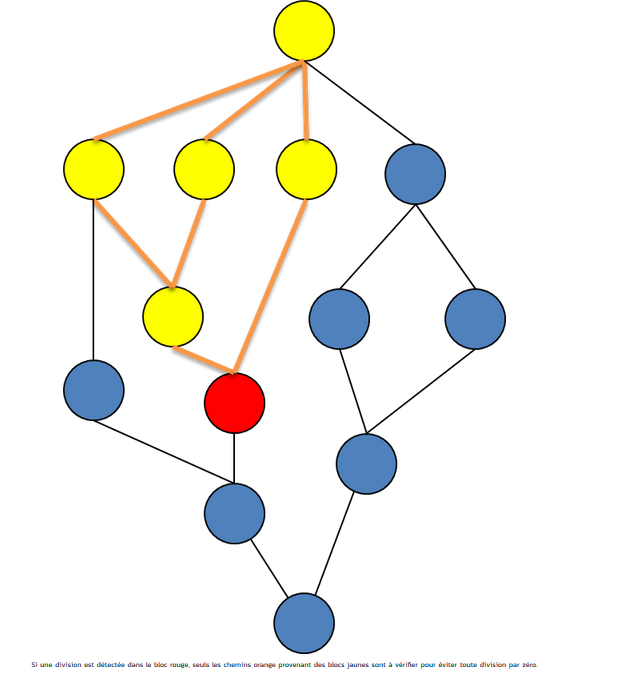 Si une division est détectée dans le bloc rouge, seuls les chemins orange provenant des blocs jaunes sont à vérifier pour éviter toute division par zéro.